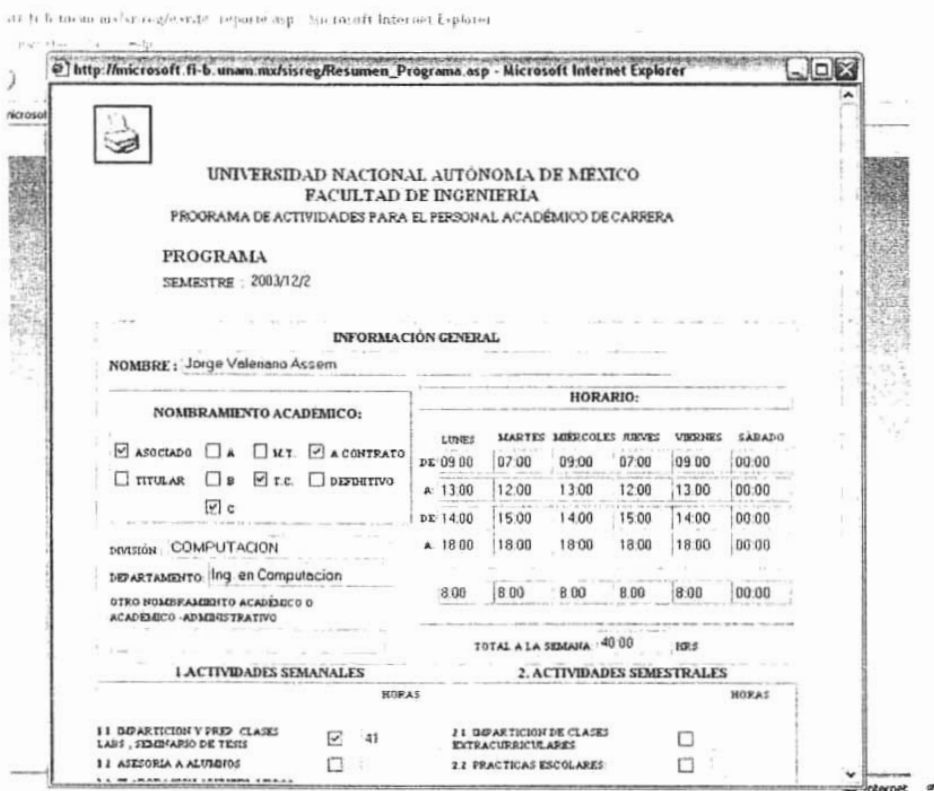 Microsoft Internet Explorer
http://microsoft.fi-b.unam.mx/sisreg/Resumen_Programa.asp - Microsoft Internet Explorer
microsof
UNIVERSIDAD NACIONAL AUTÓNOMA DE MÉXICO
FACULTAD DE INGENIERÍA
PROGRAMA DE ACTIVIDADES PARA EL PERSONAL ACADÉMICO DE CARRERA
PROGRAMA
SEMESTRE : 2003/12/2
INFORMACIÓN GENERAL
NOMBRE : Jorge Valeriano Assem
HORARIO:
NOMBRAMIENTO ACADEMICO:
LUNES MARTES MIÉRCOLES JUEVES VIERNES SÁBADO
ASOCIADO A M.T. A CONTRATO
DE 09:00 07:00 09:00 07:00 09:00 00:00
TITULAR B T.C. DEFINITIVO
A: 13:00 12:00 13:00 12:00 13:00 00:00
C
DE 14:00 15:00 14:00 15:00 14:00 00:00
DIVISIÓN : COMPUTACION
A. 18:00 18:00 18:00 18:00 18:00 00:00
DEPARTAMENTO: Ing. en Computacion
8:00 8:00 8:00 8:00 8:00 00:00
OTRO NOMBRAMIENTO ACADÉMICO O
ACADÉMICO -ADMINISTRATIVO
TOTAL A LA SEMANA : 40:00 HRS
1.ACTIVIDADES SEMANALES 2. ACTIVIDADES SEMESTRALES
HORAS HORAS
1.1 IMPARTICION Y PREP. CLASES
LABS , SEMINARIO DE TESIS 41
2.1 IMPARTICION DE CLASES
EXTRACURRICULARES
1.2 ASESORIA A ALUMNOS 2.2 PRACTICAS ESCOLARES
Internet